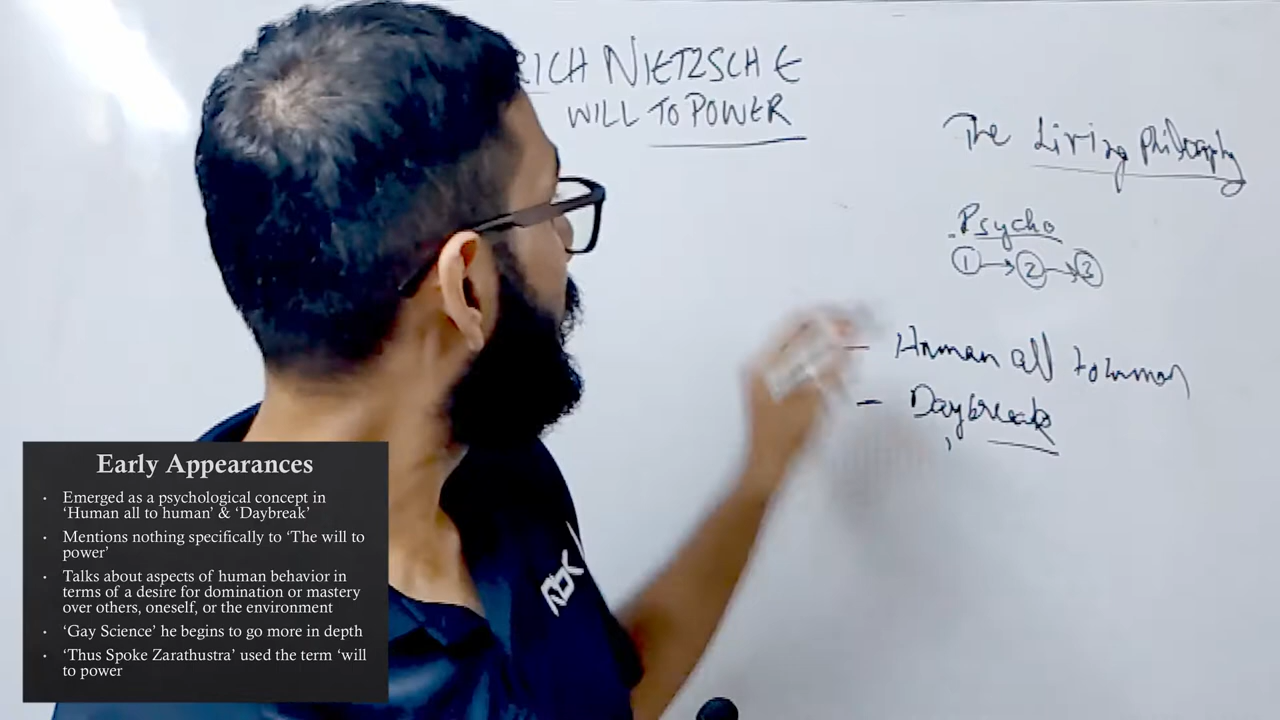 RICH NIETZSCHE
WILL TO POWER
The Living Philosophy
Psycho
1 → 2 → 3
- Human all to human
- Daybreak
Early Appearances
• Emerged as a psychological concept in
‘Human all to human’ & ‘Daybreak’
• Mentions nothing specifically to ‘The will to
power’
• Talks about aspects of human behavior in
terms of a desire for domination or mastery
over others, oneself, or the environment
• ‘Gay Science’ he begins to go more in depth
• ‘Thus Spoke Zarathustra’ used the term ‘will
to power